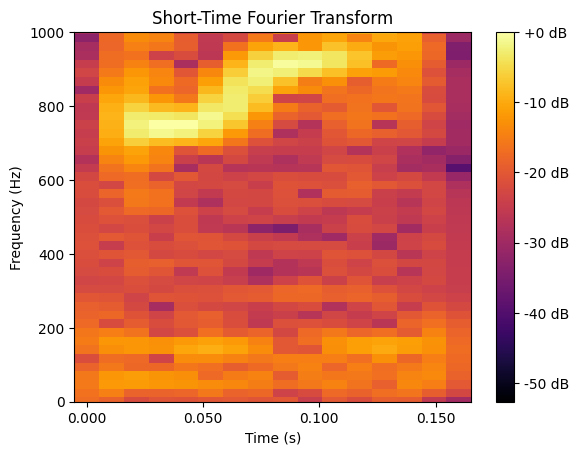 Short-Time Fourier Transform
1000
800
600
400
200
0
Frequency (Hz)
0.000
0.050
0.100
0.150
Time (s)
+0 dB
-10 dB
-20 dB
-30 dB
-40 dB
-50 dB